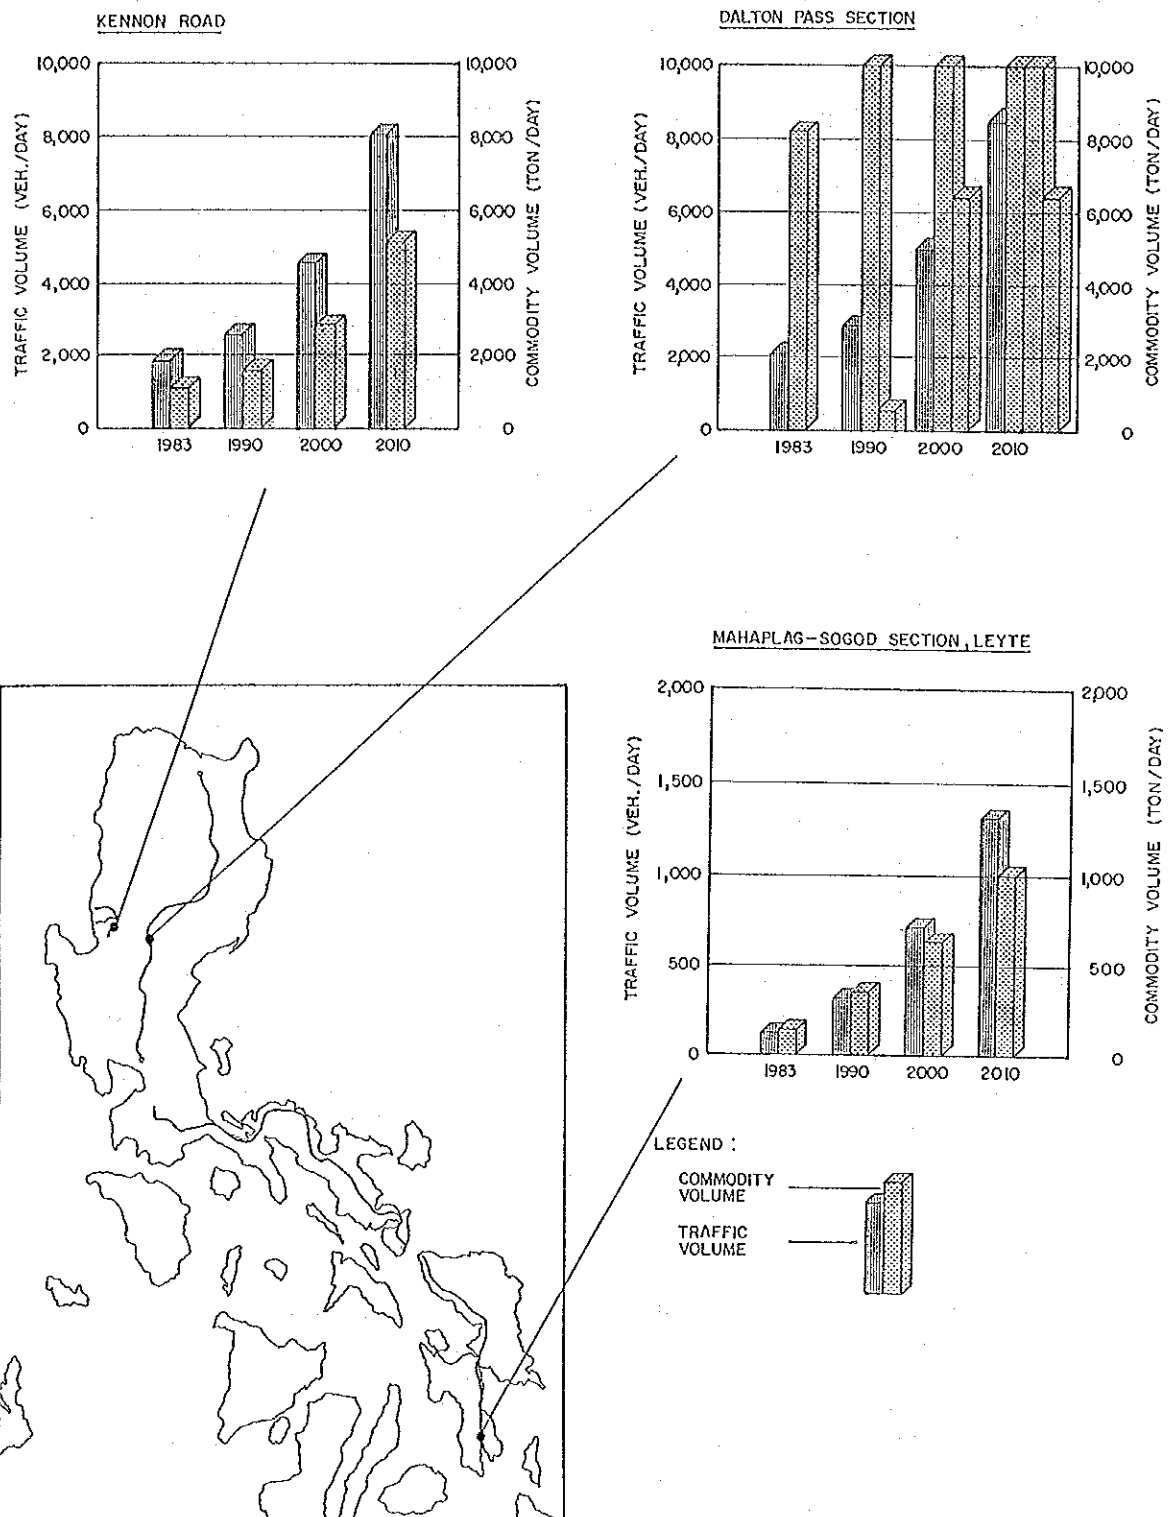 KENNON ROAD
TRAFFIC VOLUME (VEH./DAY)
10,000
8,000
6,000
4,000
2,000
0
1983 1990 2000 2010
10,000
8,000
6,000
4,000
2,000
0
COMMODITY VOLUME (TON/DAY)
DALTON PASS SECTION
TRAFFIC VOLUME (VEH./DAY)
10,000
8,000
6,000
4,000
2,000
0
1983 1990 2000 2010
10,000
8,000
6,000
4,000
2,000
0
COMMODITY VOLUME (TON/DAY)
MAHAPLAG-SOGOD SECTION, LEYTE
TRAFFIC VOLUME (VEH./DAY)
2,000
1,500
1,000
500
0
1983 1990 2000 2010
2,000
1,500
1,000
500
0
COMMODITY VOLUME (TON/DAY)
LEGEND :
COMMODITY
VOLUME
TRAFFIC
VOLUME